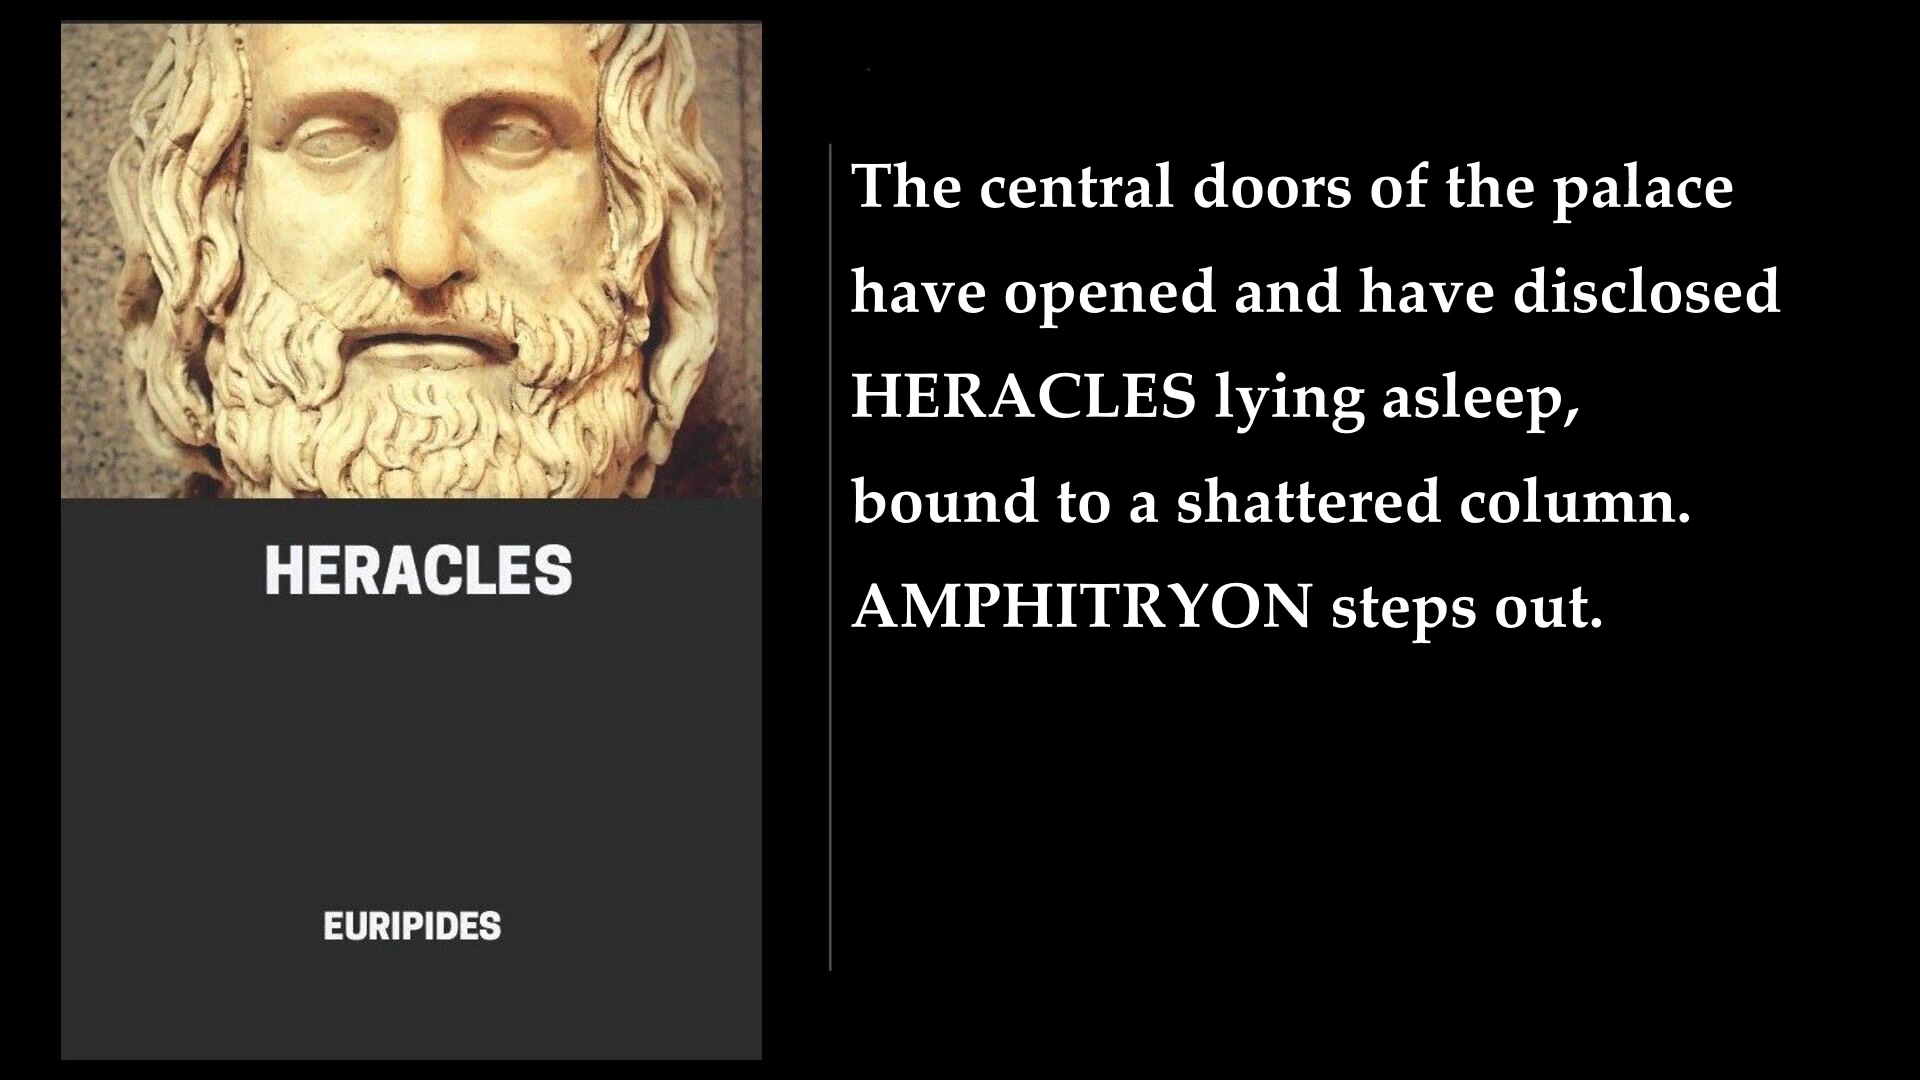 HERACLES
EURIPIDES
The central doors of the palace
have opened and have disclosed
HERACLES lying asleep,
bound to a shattered column.
AMPHITRYON steps out.